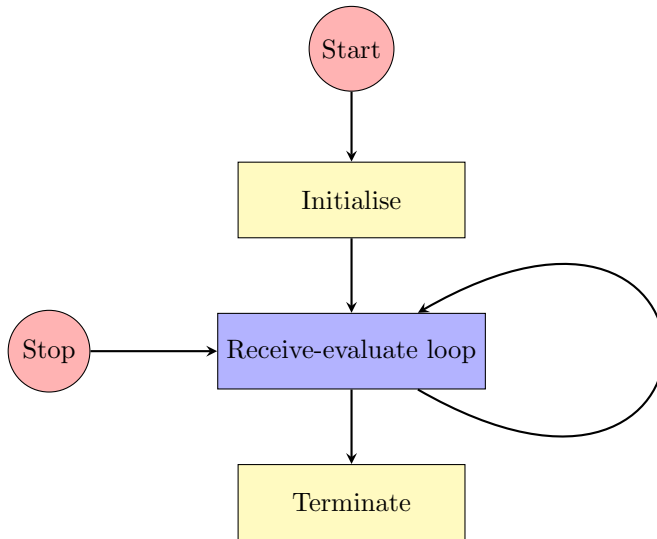 Start
Initialise
Stop
Receive-evaluate loop
Terminate